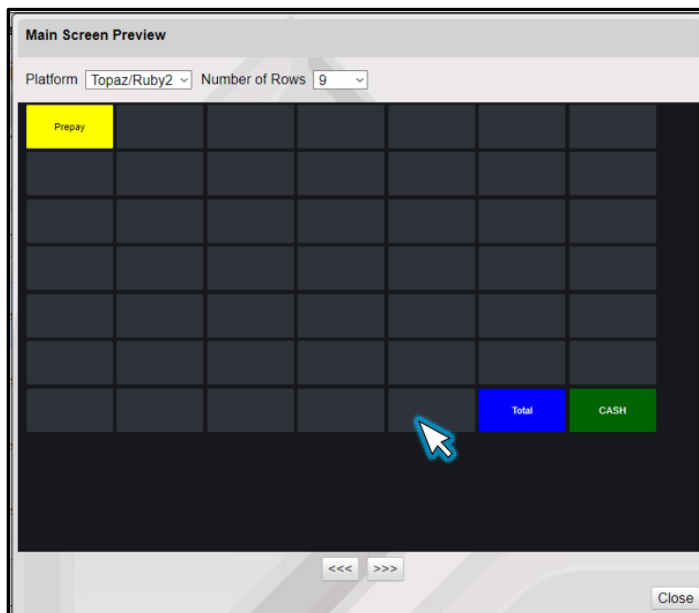 Main Screen Preview
Platform Topaz/Ruby2 Number of Rows 9
Prepay
Total CASH
<<< >>>
Close